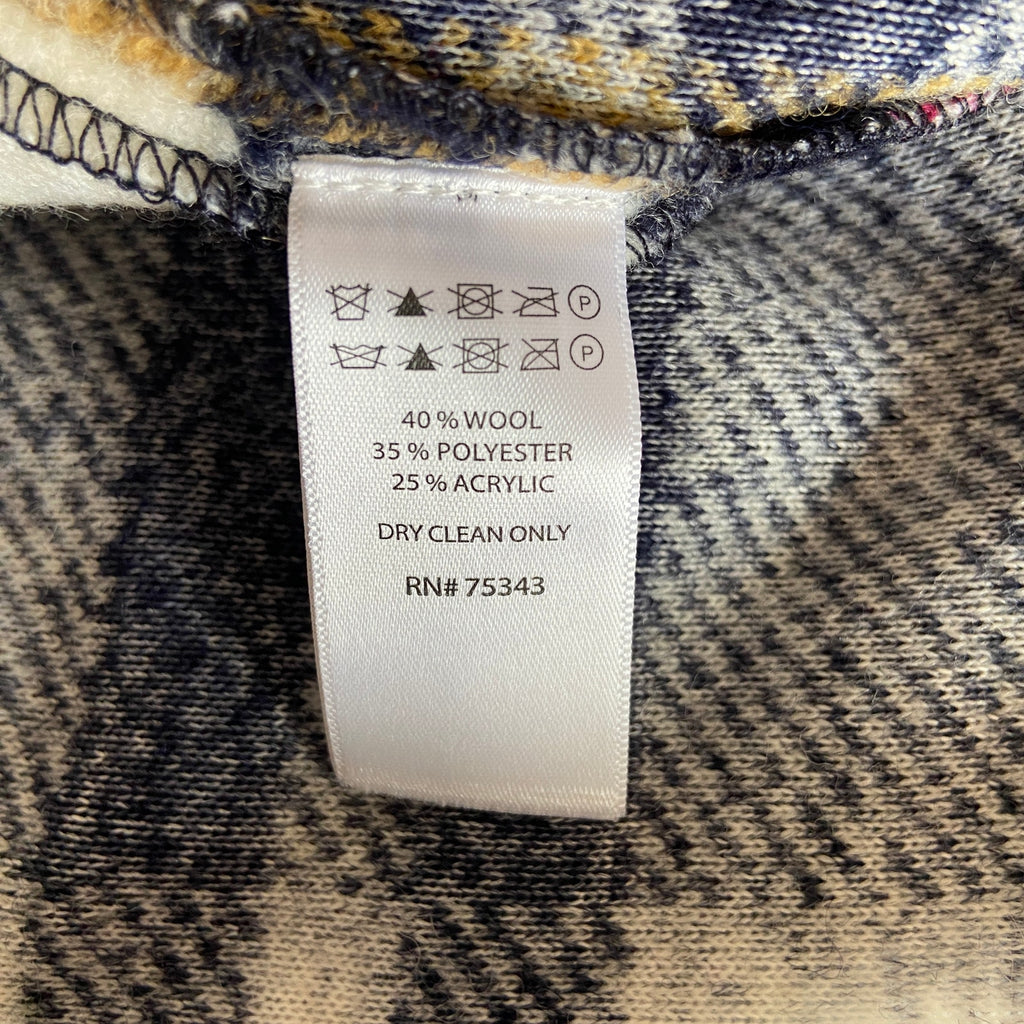 P
P
40 % WOOL
35 % POLYESTER
25 % ACRYLIC
DRY CLEAN ONLY
RN# 75343